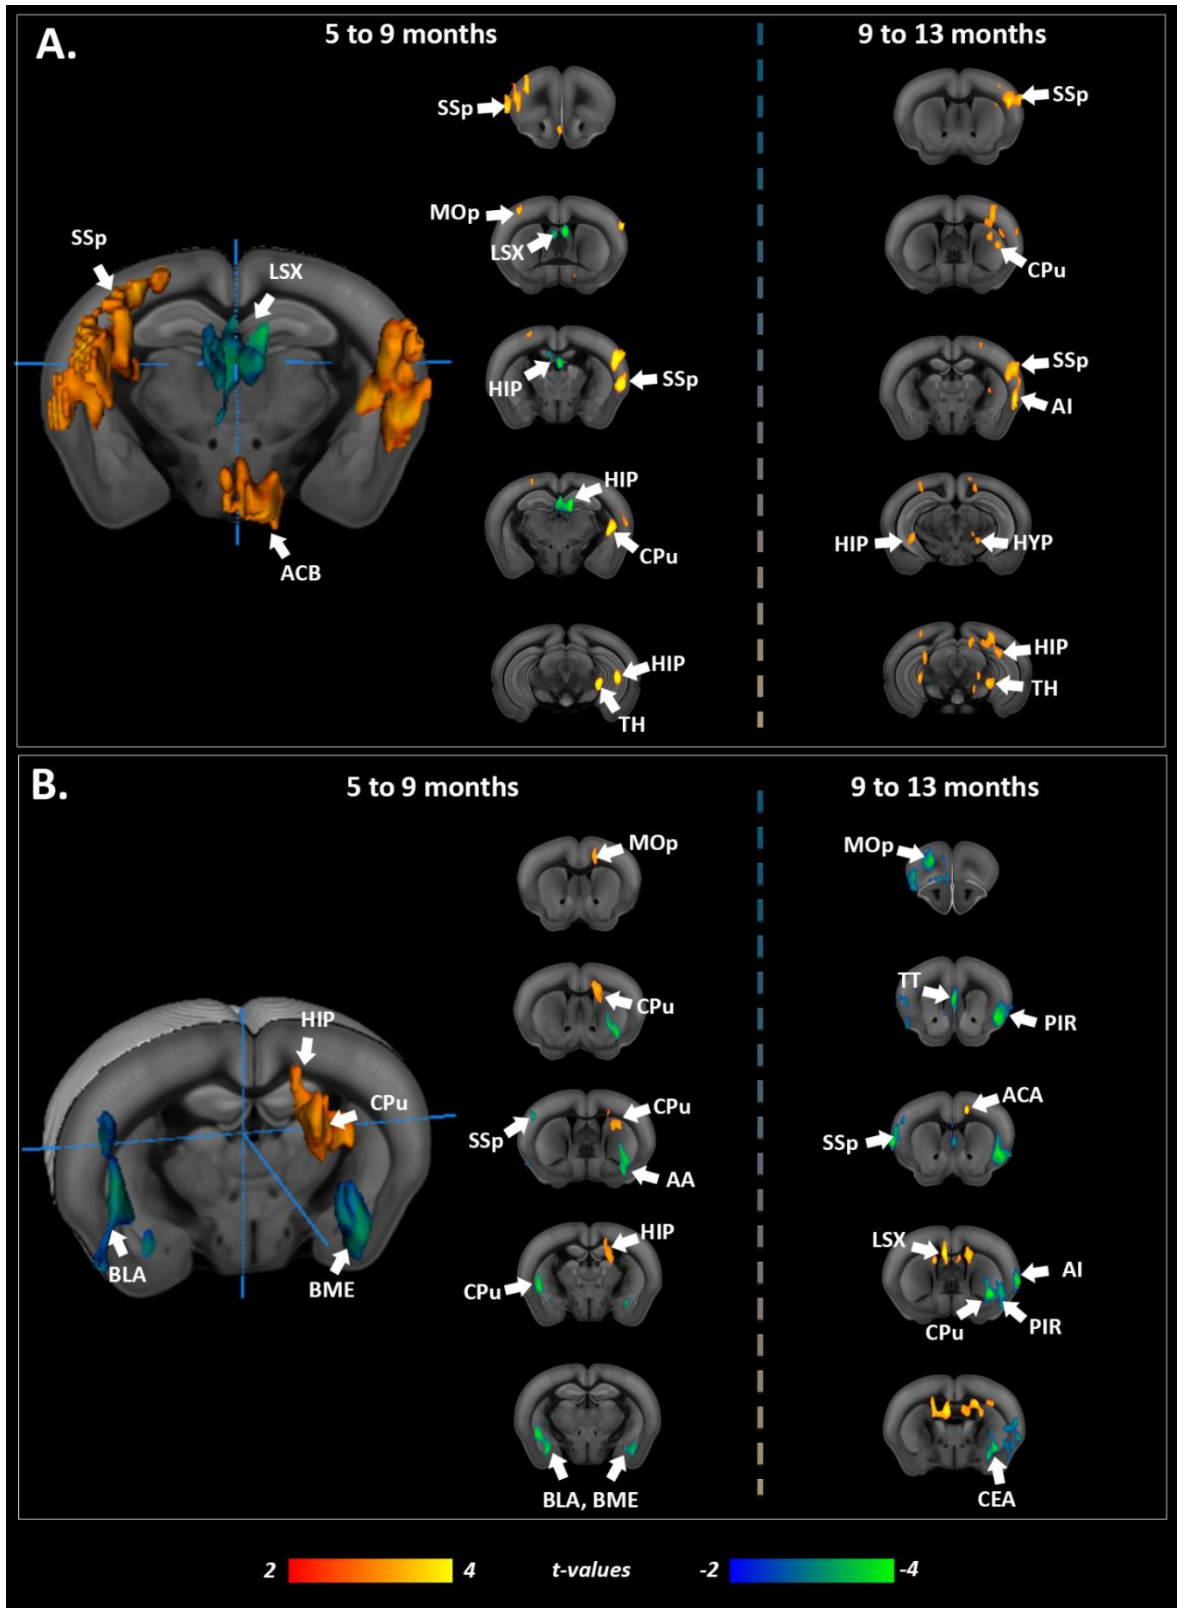 A.
5 to 9 months
9 to 13 months
SSp
LSX
ACB
SSp
MOp
LSX
HIP
SSp
HIP
CPu
HIP
TH
SSp
CPu
SSp
AI
HIP
HYP
HIP
TH
B.
5 to 9 months
9 to 13 months
HIP
CPu
BLA
BME
MOp
CPu
SSp
CPu
AA
HIP
CPu
BLA, BME
MOp
TT
PIR
ACA
SSp
LSX
AI
CPu
PIR
CEA
2
4
t-values
-2
-4